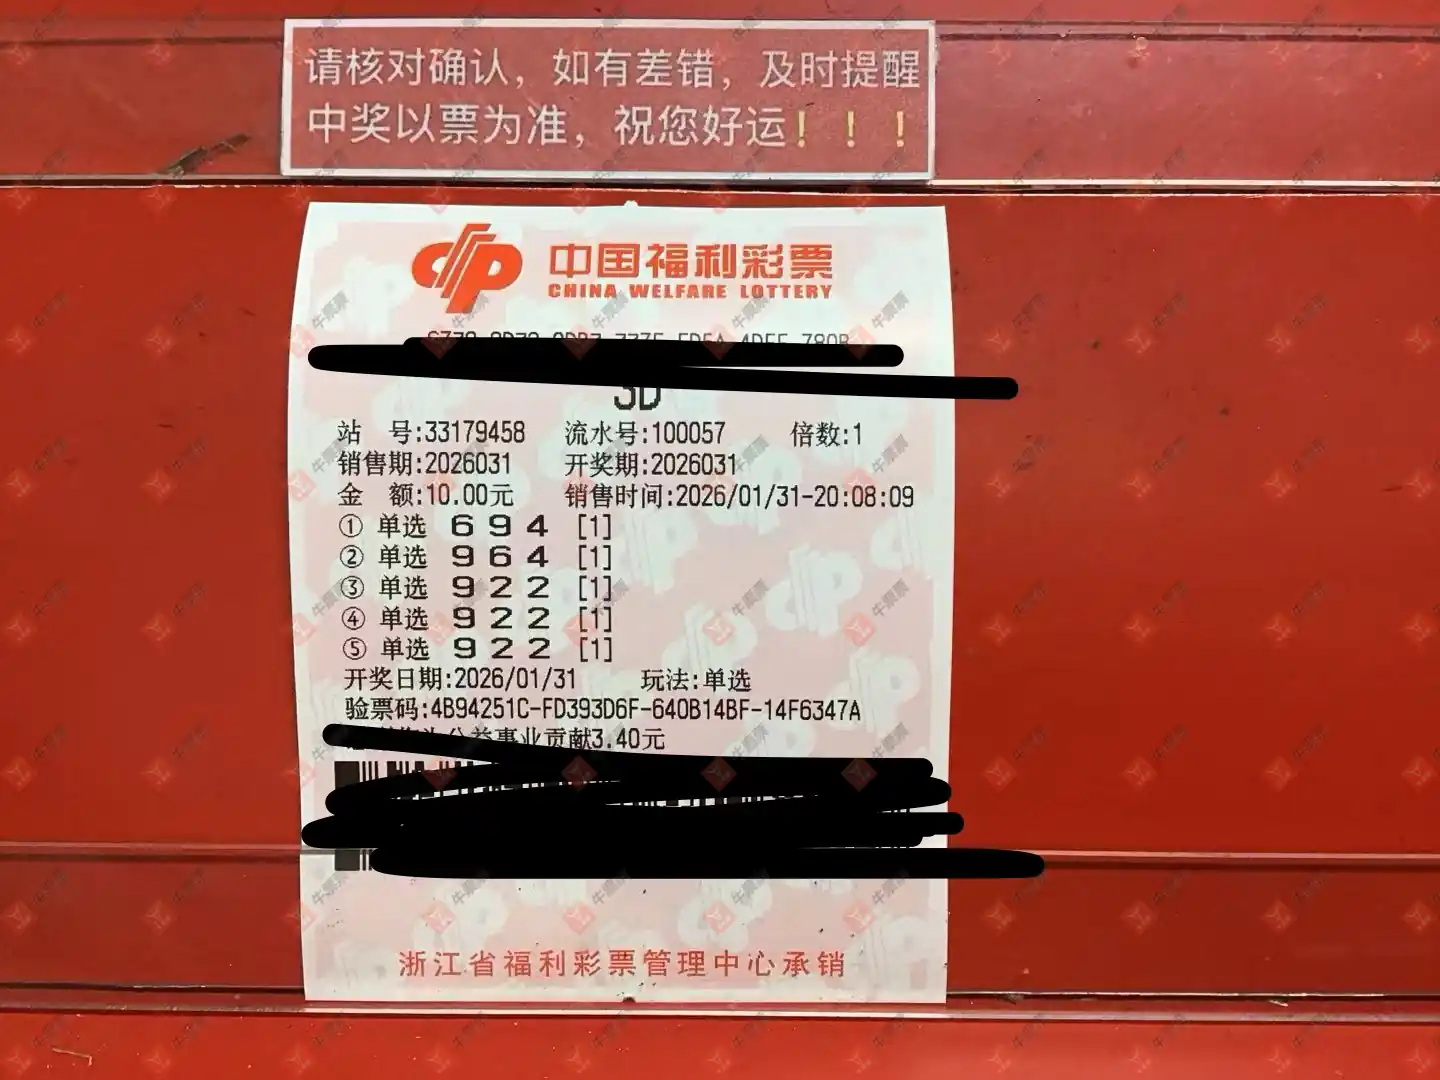 请核对确认，如有差错，及时提醒
中奖以票为准，祝您好运！！！
中国福利彩票
CHINA WELFARE LOTTERY
3D
站 号:33179458 流水号:100057 倍数:1
销售期:2026031 开奖期:2026031
金 额:10.00元 销售时间:2026/01/31-20:08:09
① 单选 6 9 4 [1]
② 单选 9 6 4 [1]
③ 单选 9 2 2 [1]
④ 单选 9 2 2 [1]
⑤ 单选 9 2 2 [1]
开奖日期:2026/01/31 玩法:单选
验票码:4B94251C-FD393D6F-640B14BF-14F6347A
公益事业贡献3.40元
浙江省福利彩票管理中心承销
牛票票